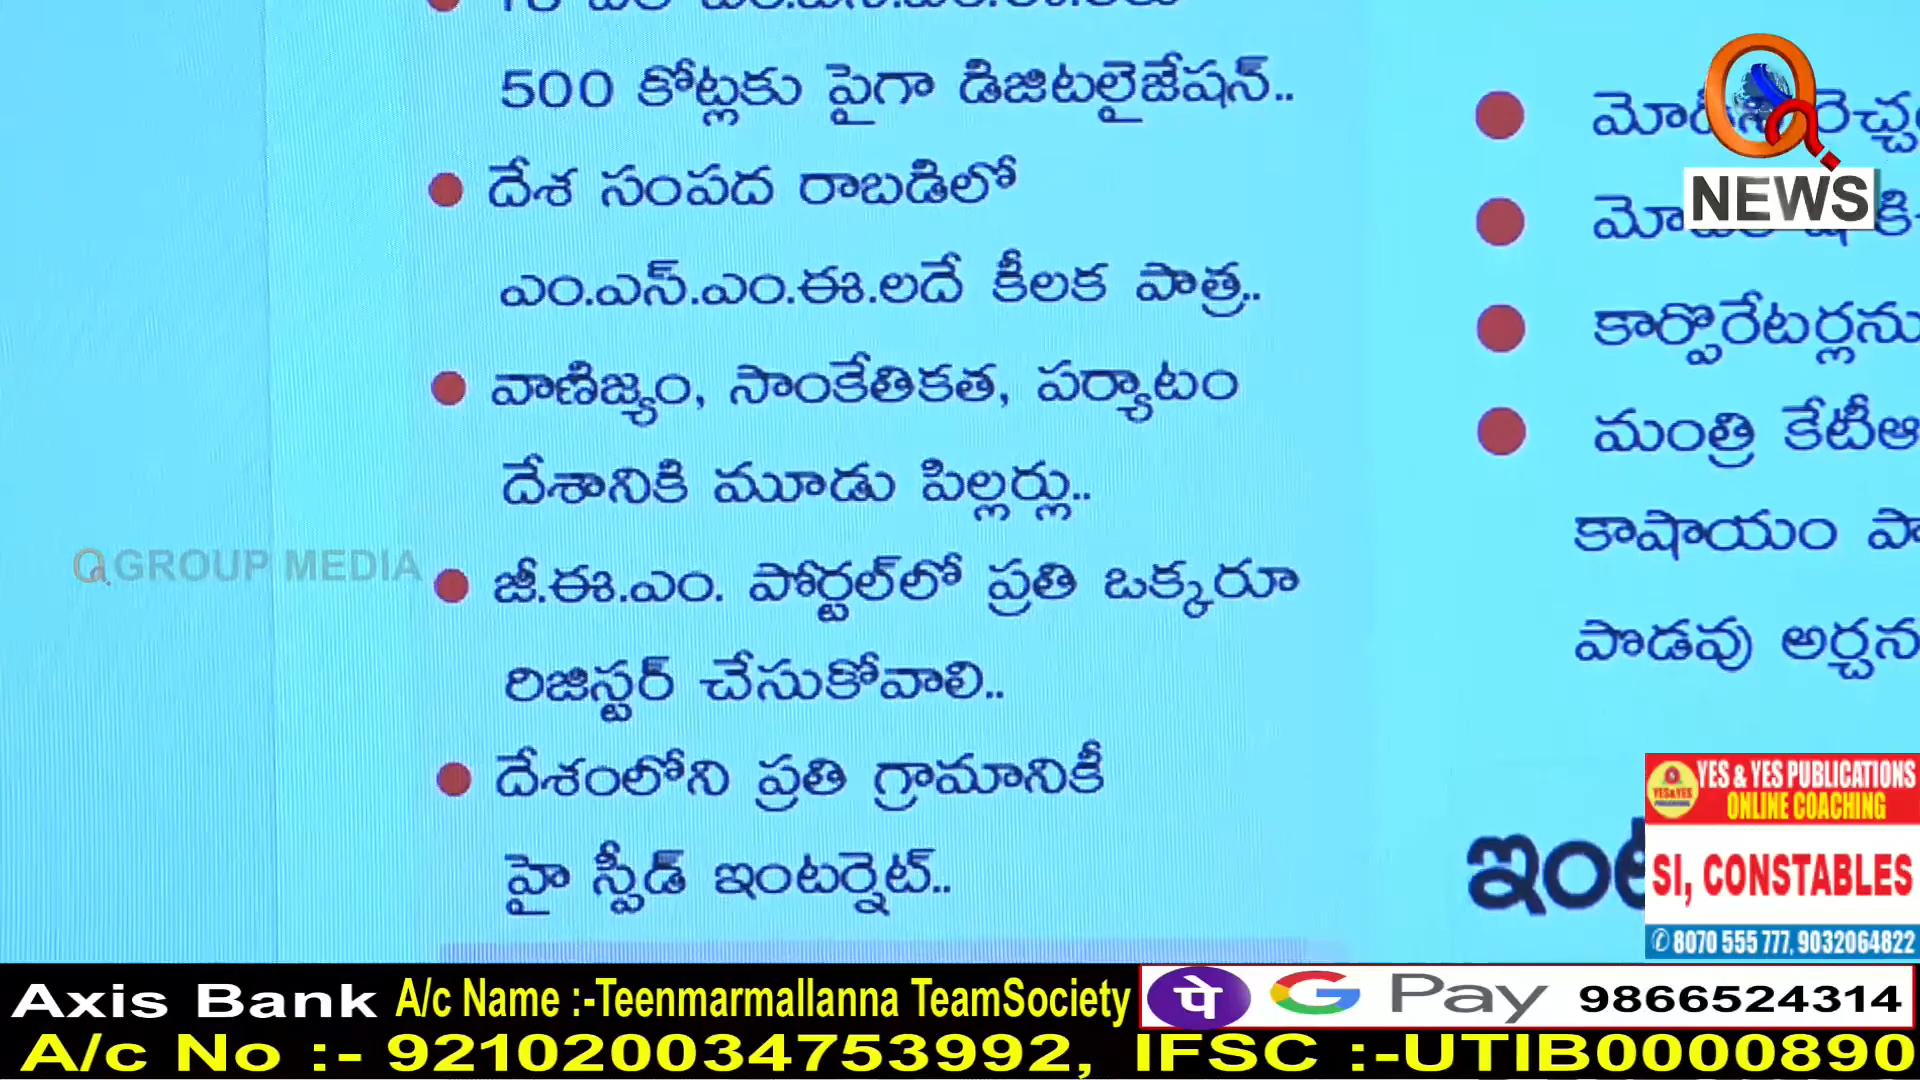 500 కోట్లకు పైగా డిజిటలైజేషన్..
దేశ సంపద రాబడిలో
ఎం.ఎస్.ఎం.ఈ.లదే కీలక పాత్ర..
వాణిజ్యం, సాంకేతికత, పర్యాటం
దేశానికి మూడు పిల్లర్లు..
జీ.ఈ.ఎం. పోర్టల్‌లో ప్రతి ఒక్కరూ
రిజిస్టర్ చేసుకోవాలి..
దేశంలోని ప్రతి గ్రామానికీ
హై స్పీడ్ ఇంటర్నెట్..
కార్పొరేటర్లను
మంత్రి కేటీఆ
కాషాయం పా
పొడవు అర్చన
Q NEWS
Q GROUP MEDIA
YES & YES PUBLICATIONS
ONLINE COACHING
SI, CONSTABLES
8070 555 777, 9032064822
Axis Bank A/c Name :-Teenmarmallanna TeamSociety
पे G Pay 9866524314
A/c No :- 921020034753992, IFSC :-UTIB0000890